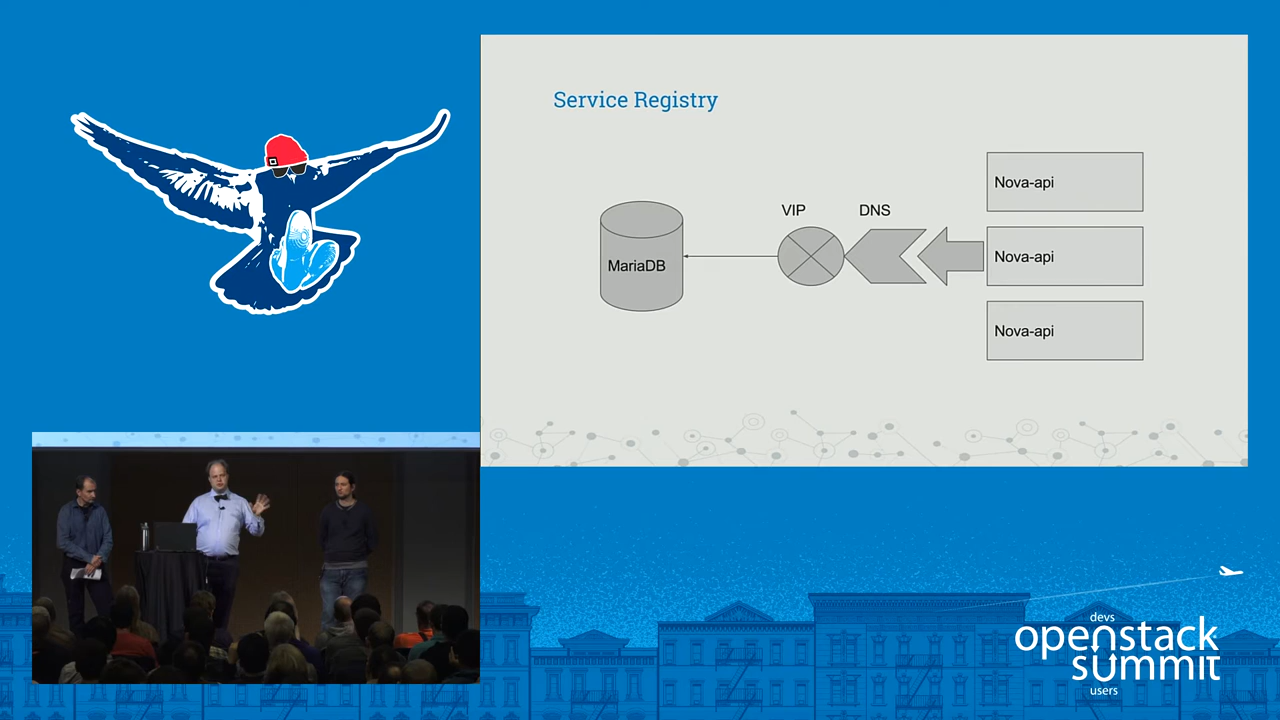 Service Registry
Nova-api
VIP
DNS
MariaDB
Nova-api
Nova-api
devs
openstack
summit
users